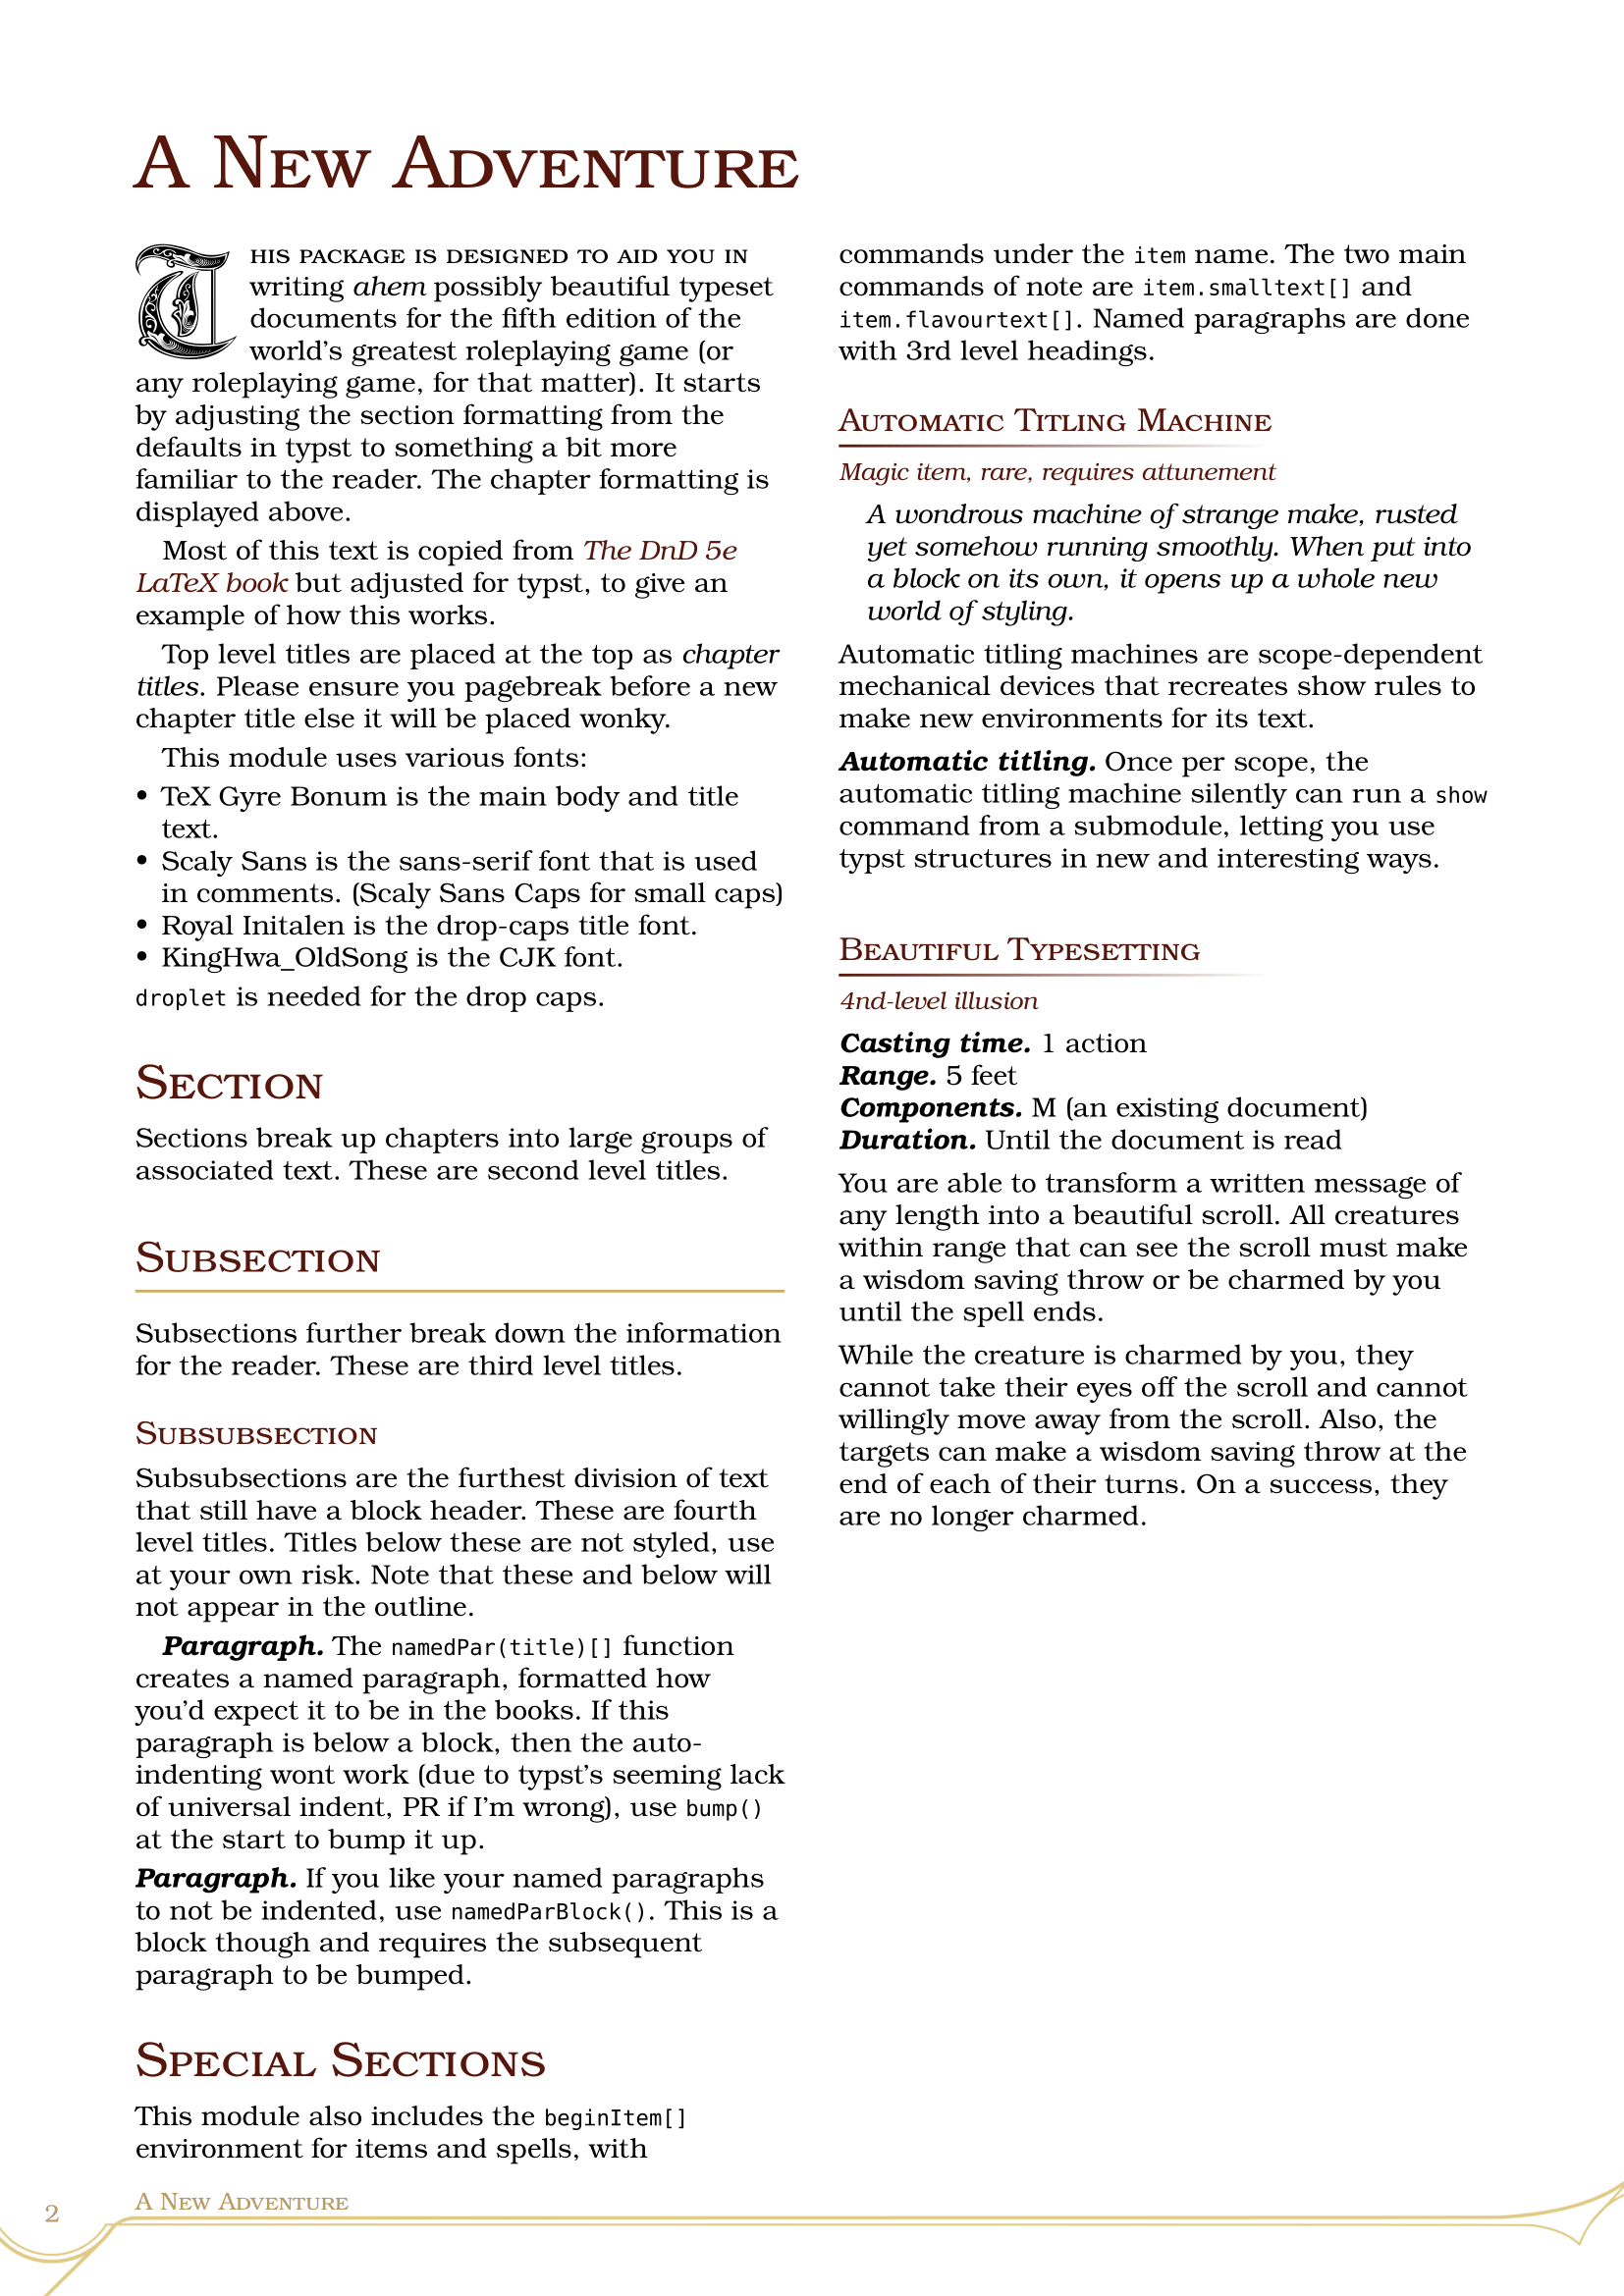 A New Adventure
This package is designed to aid you in
writing ahem possibly beautiful typeset
documents for the fifth edition of the
world’s greatest roleplaying game (or
any roleplaying game, for that matter). It starts
by adjusting the section formatting from the
defaults in typst to something a bit more
familiar to the reader. The chapter formatting is
displayed above.
Most of this text is copied from The DnD 5e
LaTeX book but adjusted for typst, to give an
example of how this works.
Top level titles are placed at the top as chapter
titles. Please ensure you pagebreak before a new
chapter title else it will be placed wonky.
This module uses various fonts:
• TeX Gyre Bonum is the main body and title
text.
• Scaly Sans is the sans-serif font that is used
in comments. (Scaly Sans Caps for small caps)
• Royal Initalen is the drop-caps title font.
• KingHwa_OldSong is the CJK font.
droplet is needed for the drop caps.
Section
Sections break up chapters into large groups of
associated text. These are second level titles.
Subsection
Subsections further break down the information
for the reader. These are third level titles.
Subsubsection
Subsubsections are the furthest division of text
that still have a block header. These are fourth
level titles. Titles below these are not styled, use
at your own risk. Note that these and below will
not appear in the outline.
Paragraph. The namedPar(title)[] function
creates a named paragraph, formatted how
you’d expect it to be in the books. If this
paragraph is below a block, then the auto-
indenting wont work (due to typst’s seeming lack
of universal indent, PR if I’m wrong), use bump()
at the start to bump it up.
Paragraph. If you like your named paragraphs
to not be indented, use namedParBlock(). This is a
block though and requires the subsequent
paragraph to be bumped.
Special Sections
This module also includes the beginItem[]
environment for items and spells, with
commands under the item name. The two main
commands of note are item.smalltext[] and
item.flavourtext[]. Named paragraphs are done
with 3rd level headings.
Automatic Titling Machine
Magic item, rare, requires attunement
A wondrous machine of strange make, rusted
yet somehow running smoothly. When put into
a block on its own, it opens up a whole new
world of styling.
Automatic titling machines are scope-dependent
mechanical devices that recreates show rules to
make new environments for its text.
Automatic titling. Once per scope, the
automatic titling machine silently can run a show
command from a submodule, letting you use
typst structures in new and interesting ways.
Beautiful Typesetting
4nd-level illusion
Casting time. 1 action
Range. 5 feet
Components. M (an existing document)
Duration. Until the document is read
You are able to transform a written message of
any length into a beautiful scroll. All creatures
within range that can see the scroll must make
a wisdom saving throw or be charmed by you
until the spell ends.
While the creature is charmed by you, they
cannot take their eyes off the scroll and cannot
willingly move away from the scroll. Also, the
targets can make a wisdom saving throw at the
end of each of their turns. On a success, they
are no longer charmed.
2
A New Adventure